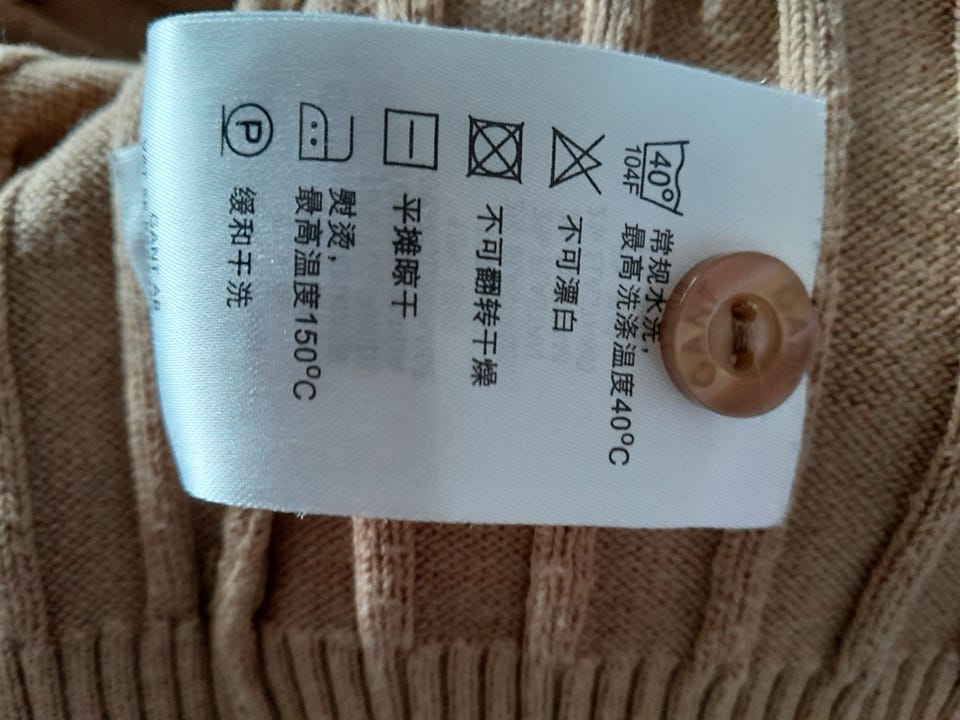 40°
104F
常规水洗,
最高洗涤温度40°C
不可漂白
不可翻转干燥
平摊晾干
熨烫,
最高温度150°C
P
缓和干洗
GANT